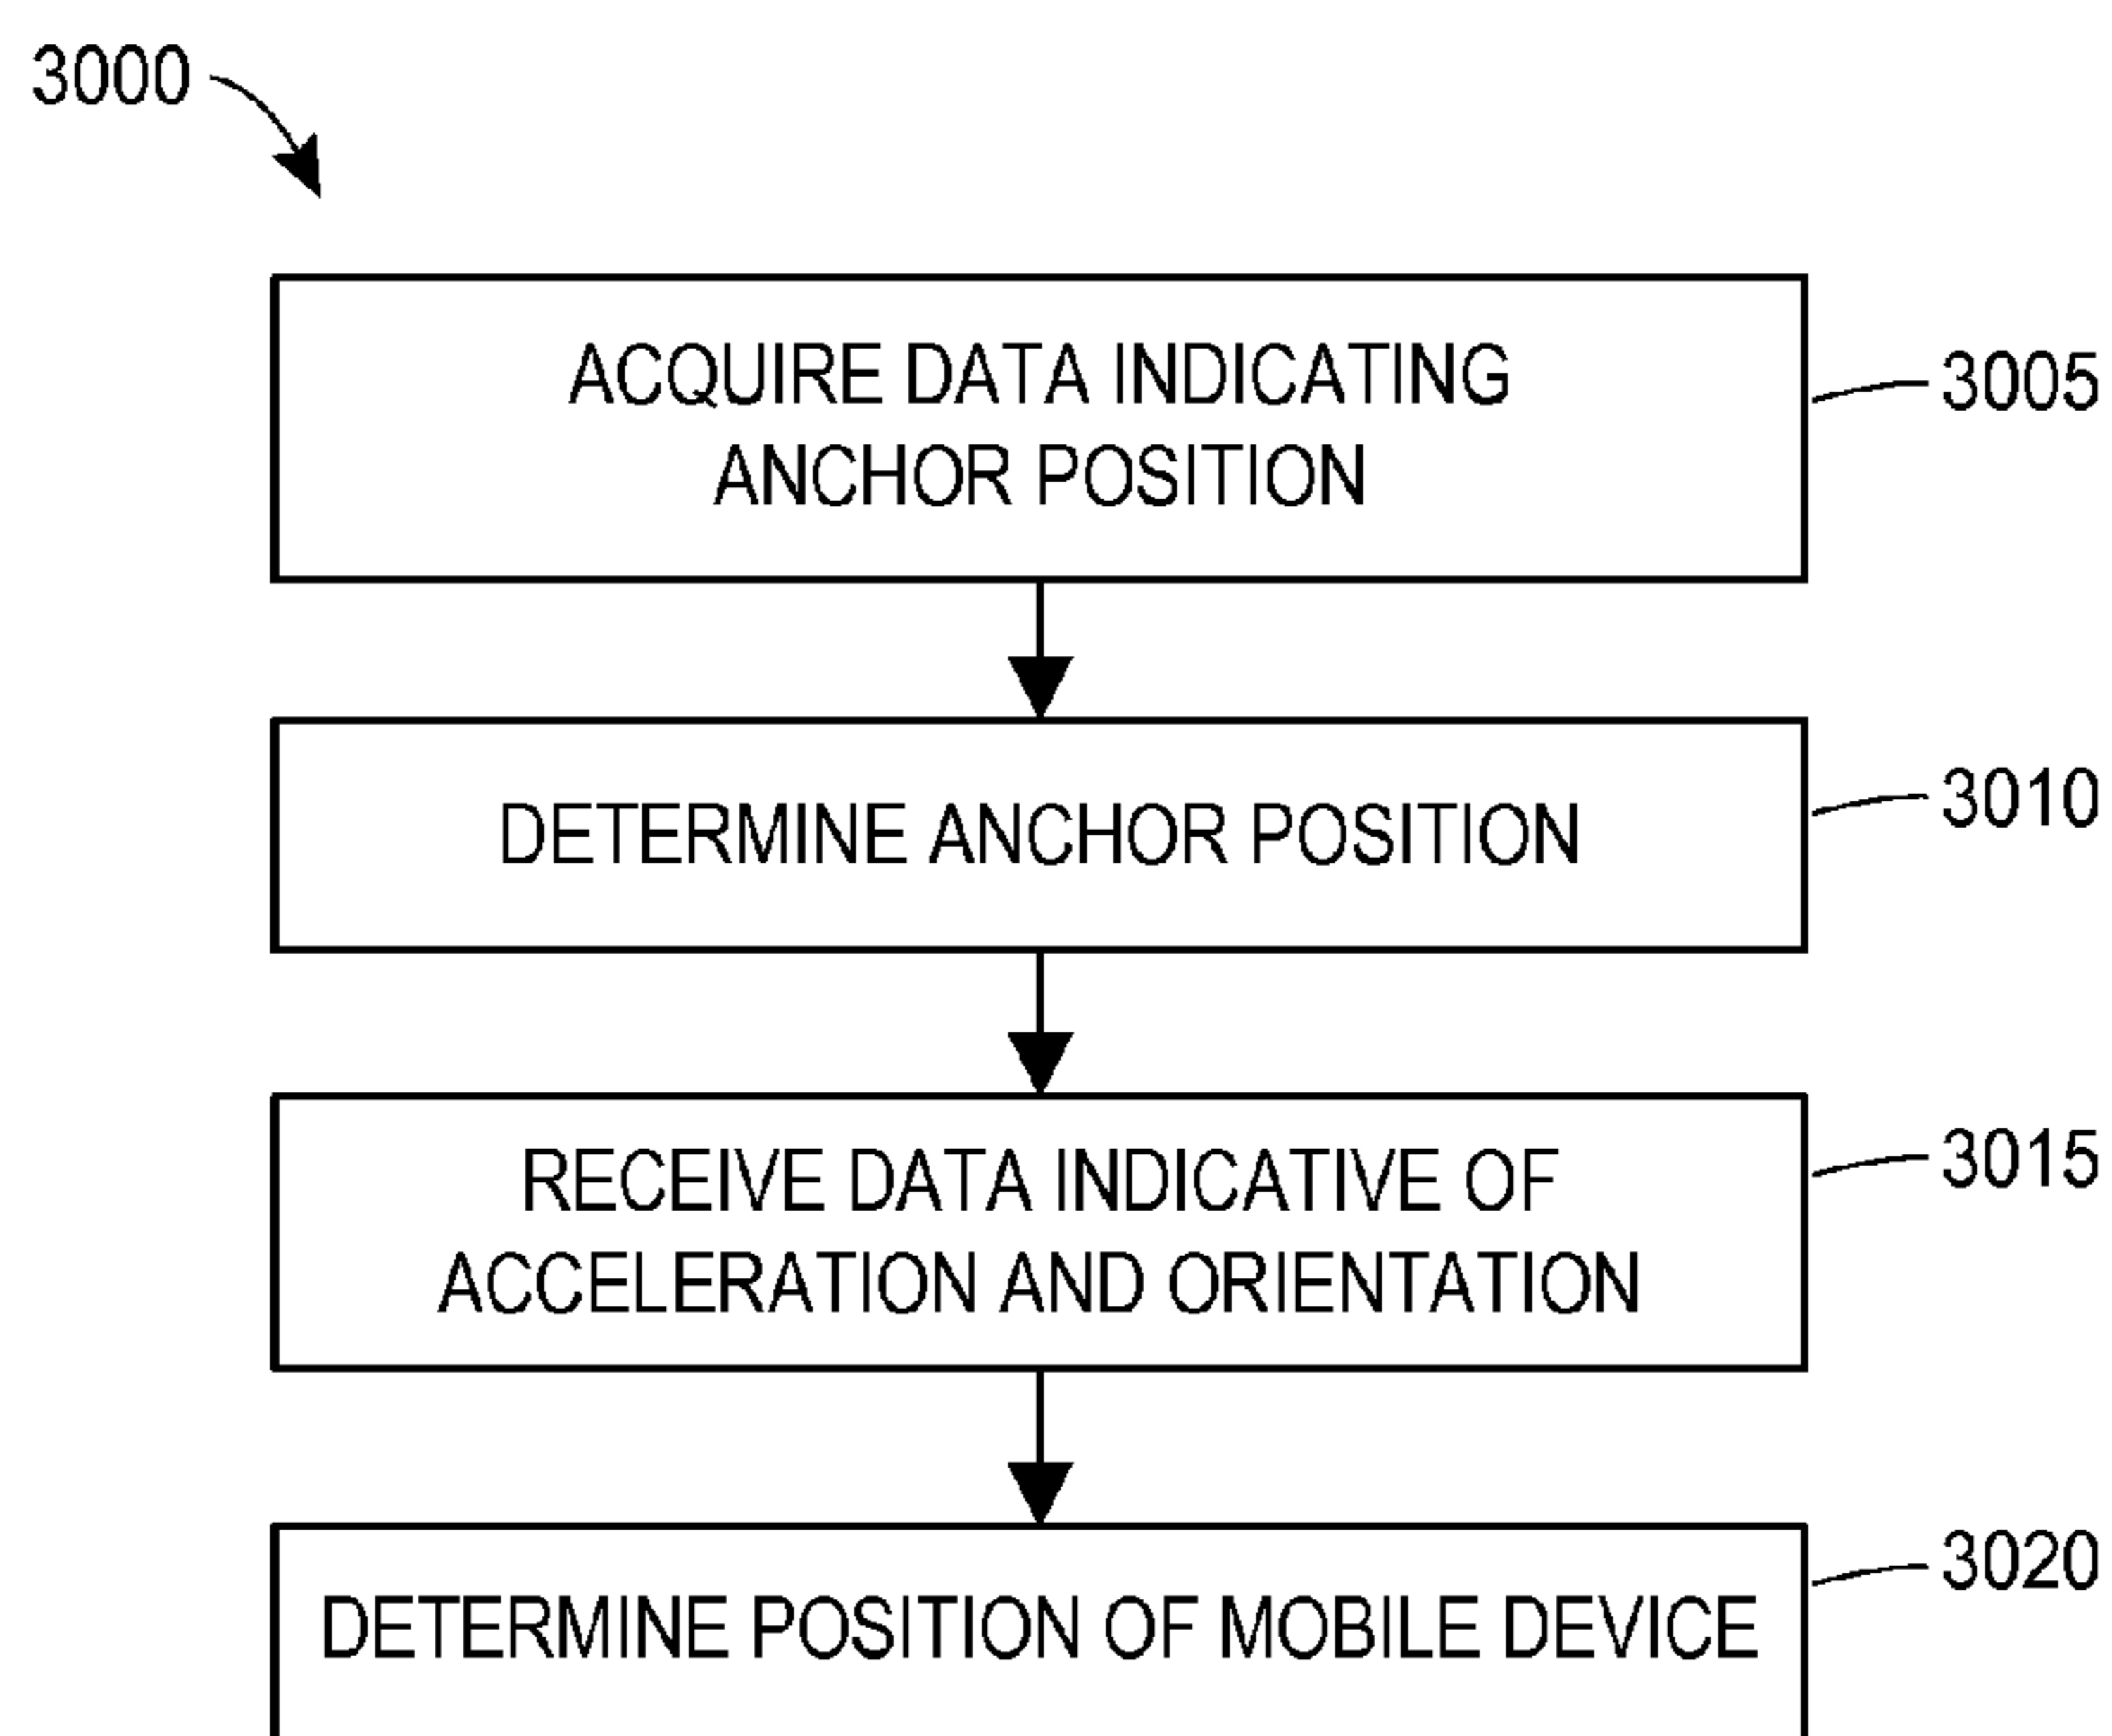 3000
ACQUIRE DATA INDICATING
ANCHOR POSITION
3005
DETERMINE ANCHOR POSITION
3010
RECEIVE DATA INDICATIVE OF
ACCELERATION AND ORIENTATION
3015
DETERMINE POSITION OF MOBILE DEVICE
3020